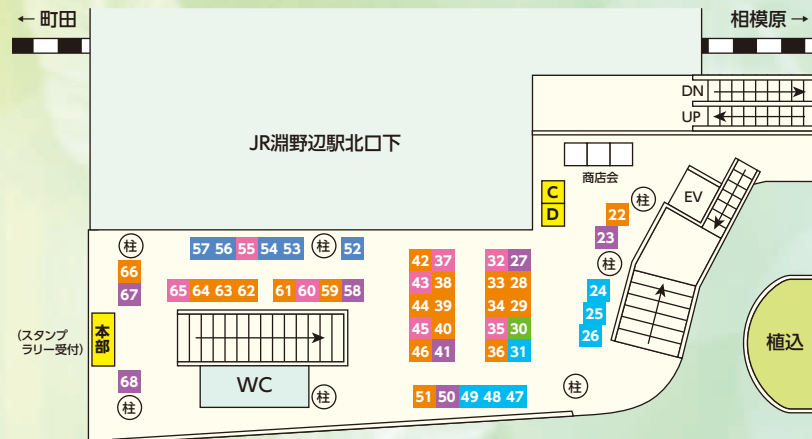 ← 町田
相模原 →
JR淵野辺駅北口下
DN
UP
商店会
C
D
柱
22
EV
23
柱
24
25
26
植込
柱
57 56 55 54 53
柱
52
66
67
65 64 63 62
61 60 59 58
42 37
43 38
44 39
45 40
46 41
32 27
33 28
34 29
35 30
36 31
(スタンプ
ラリー受付)
本部
68
柱
WC
柱
51 50 49 48 47
柱